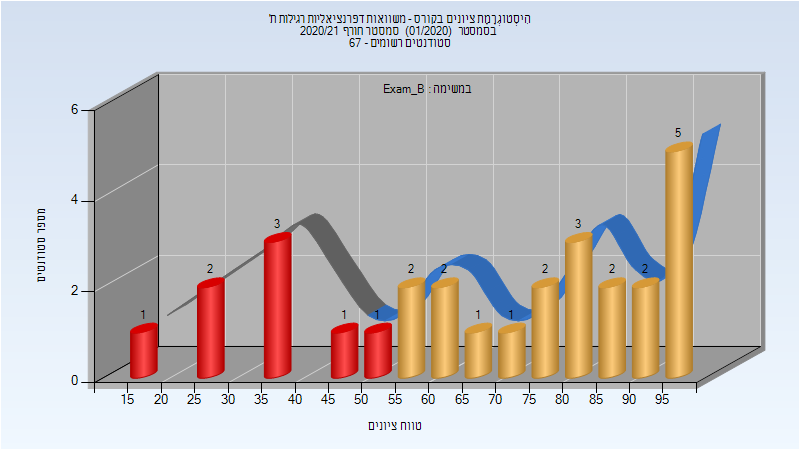 הִיסְטוֹגְרָמַת ציונים בקורס - משוואות דפרנציאליות רגילות ח'
בסמסטר (01/2020) סמסטר חורף 2020/21
סטודנטים רשומים - 67
במשימה : Exam_B
מספר סטודנטים
6
4
2
0
1
2
3
1
1
2
2
1
1
2
3
2
2
5
15 20 25 30 35 40 45 50 55 60 65 70 75 80 85 90 95
טווח ציונים